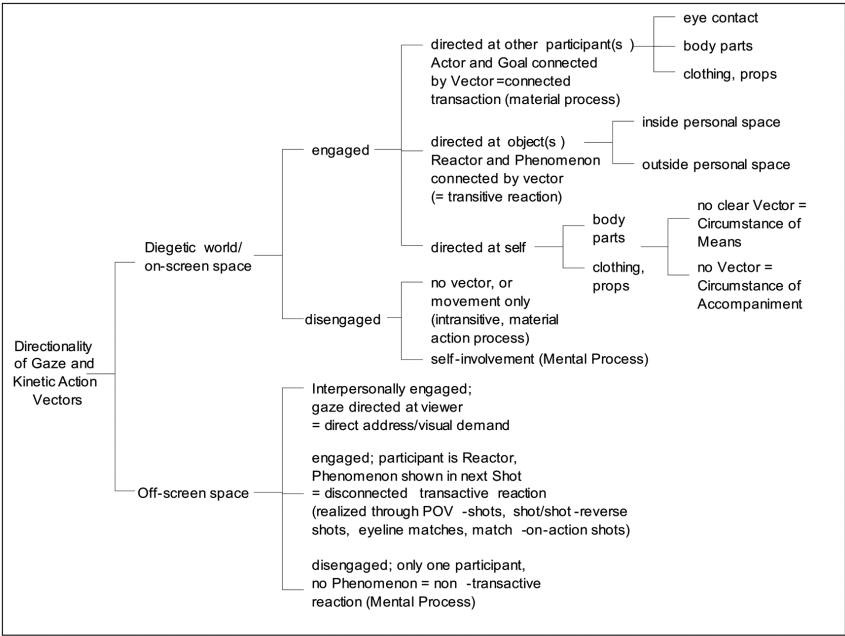 Directionality
of Gaze and
Kinetic Action
Vectors
Diegetic world/
on-screen space
engaged
directed at other participant(s )
Actor and Goal connected
by Vector =connected
transaction (material process)
eye contact
body parts
clothing, props
directed at object(s )
Reactor and Phenomenon
connected by vector
(= transitive reaction)
inside personal space
outside personal space
directed at self
body
parts
clothing,
props
no clear Vector =
Circumstance of
Means
no Vector =
Circumstance of
Accompaniment
disengaged
no vector, or
movement only
(intransitive, material
action process)
self-involvement (Mental Process)
Off-screen space
Interpersonally engaged;
gaze directed at viewer
= direct address/visual demand
engaged; participant is Reactor,
Phenomenon shown in next Shot
= disconnected transactive reaction
(realized through POV -shots, shot/shot -reverse
shots, eyeline matches, match -on-action shots)
disengaged; only one participant,
no Phenomenon = non -transactive
reaction (Mental Process)